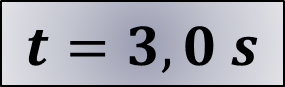 t = 3,0 s